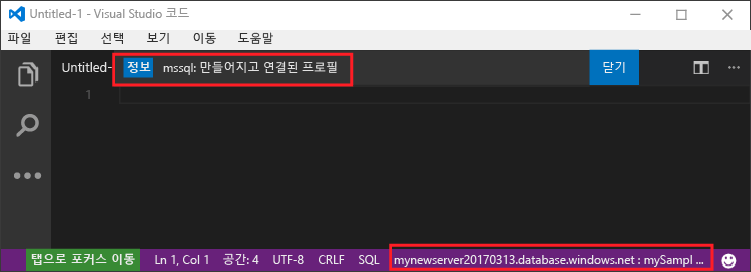 Untitled-1 - Visual Studio 코드
파일 편집 선택 보기 이동 도움말
Untitled- 정보 mssql: 만들어지고 연결된 프로필 닫기
1
탭으로 포커스 이동 Ln 1, Col 1 공간: 4 UTF-8 CRLF SQL mynewserver20170313.database.windows.net : mySampl ...